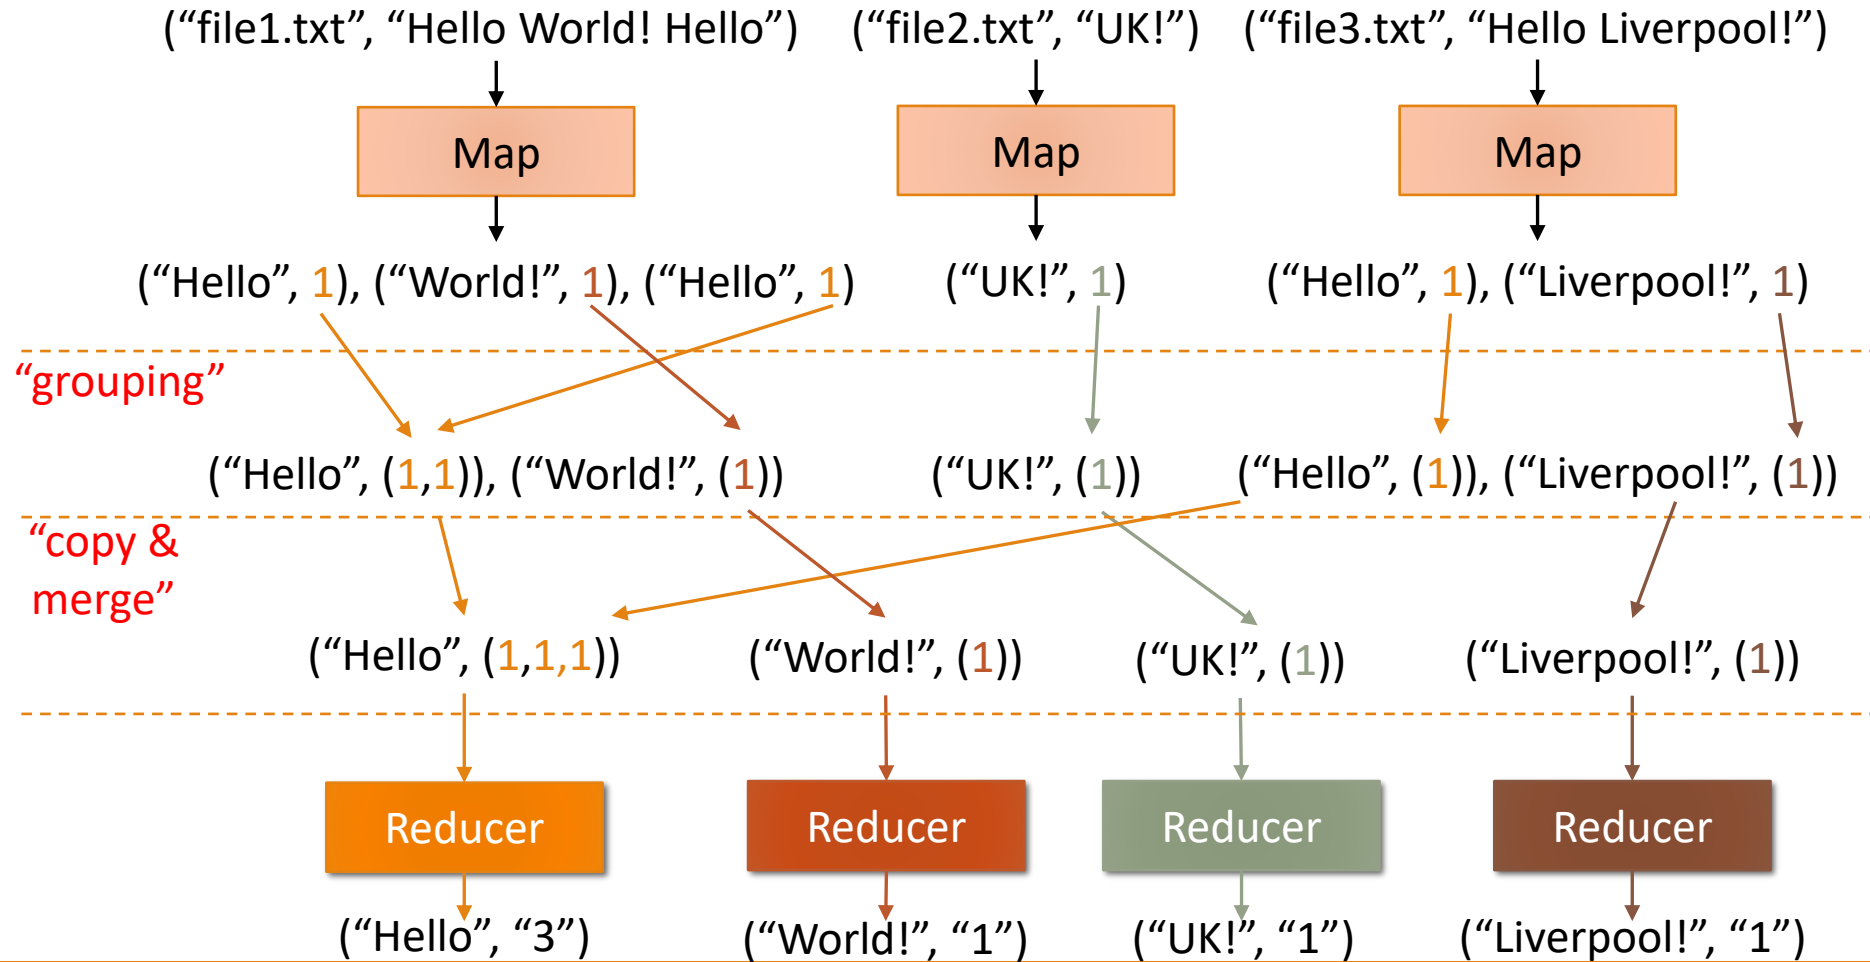 (“file1.txt”, “Hello World! Hello”) (“file2.txt”, “UK!”) (“file3.txt”, “Hello Liverpool!”)
Map Map Map
(“Hello”, 1), (“World!”, 1), (“Hello”, 1) (“UK!”, 1) (“Hello”, 1), (“Liverpool!”, 1)
“grouping”
(“Hello”, (1,1)), (“World!”, (1)) (“UK!”, (1)) (“Hello”, (1)), (“Liverpool!”, (1))
“copy &
merge”
(“Hello”, (1,1,1)) (“World!”, (1)) (“UK!”, (1)) (“Liverpool!”, (1))
Reducer Reducer Reducer Reducer
(“Hello”, “3”) (“World!”, “1”) (“UK!”, “1”) (“Liverpool!”, “1”)